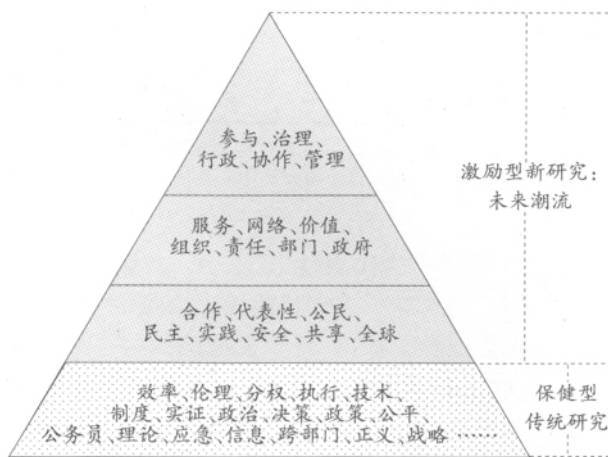 参与、治理、
行政、协作、管理
服务、网络、价值、
组织、责任、部门、政府
合作、代表性、公民、
民主、实践、安全、共享、全球
效率、伦理、分权、执行、技术、
制度、实证、政治、决策、政策、公平、
公务员、理论、应急、信息、跨部门、正义、战略……
激励型新研究：
未来潮流
保健型
传统研究